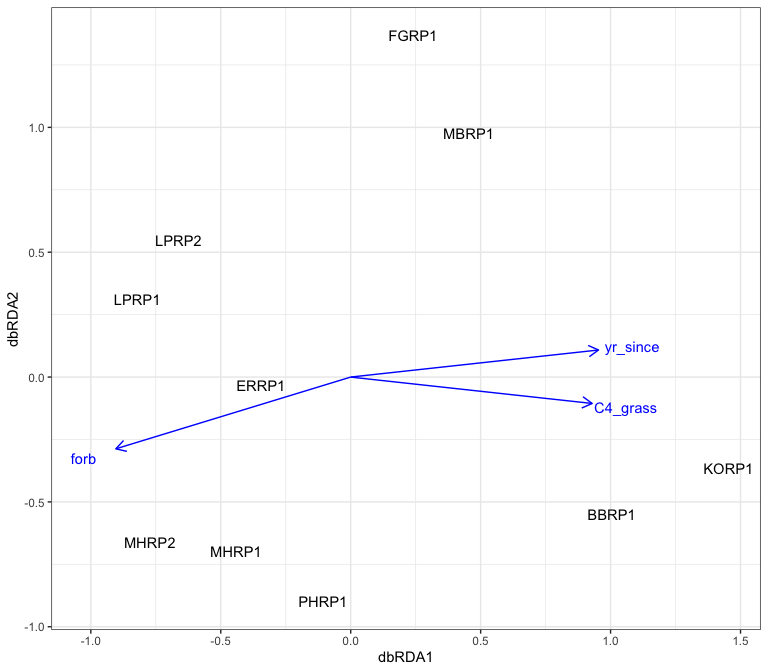 FGRP1
1.0
MBRP1
LPRP2
0.5
LPRP1
dbRDA2
yr_since
0.0
ERRP1
C4_grass
forb
KORP1
-0.5
BBRP1
MHRP2
MHRP1
PHRP1
-1.0
-1.0 -0.5 0.0 0.5 1.0 1.5
dbRDA1